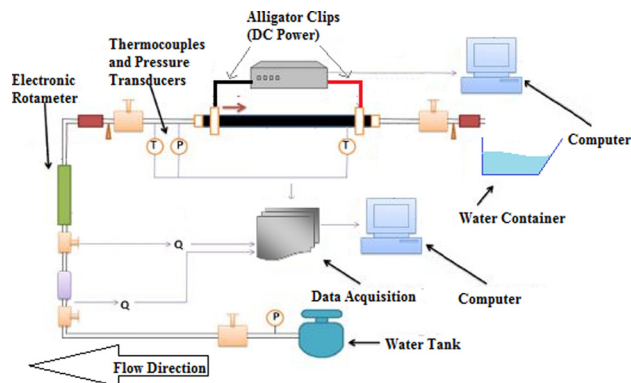 Alligator Clips
(DC Power)
Thermocouples
and Pressure
Transducers
Electronic
Rotameter
Computer
T
P
T
Water Container
Q
Q
Data Acquisition
Computer
P
Water Tank
Flow Direction